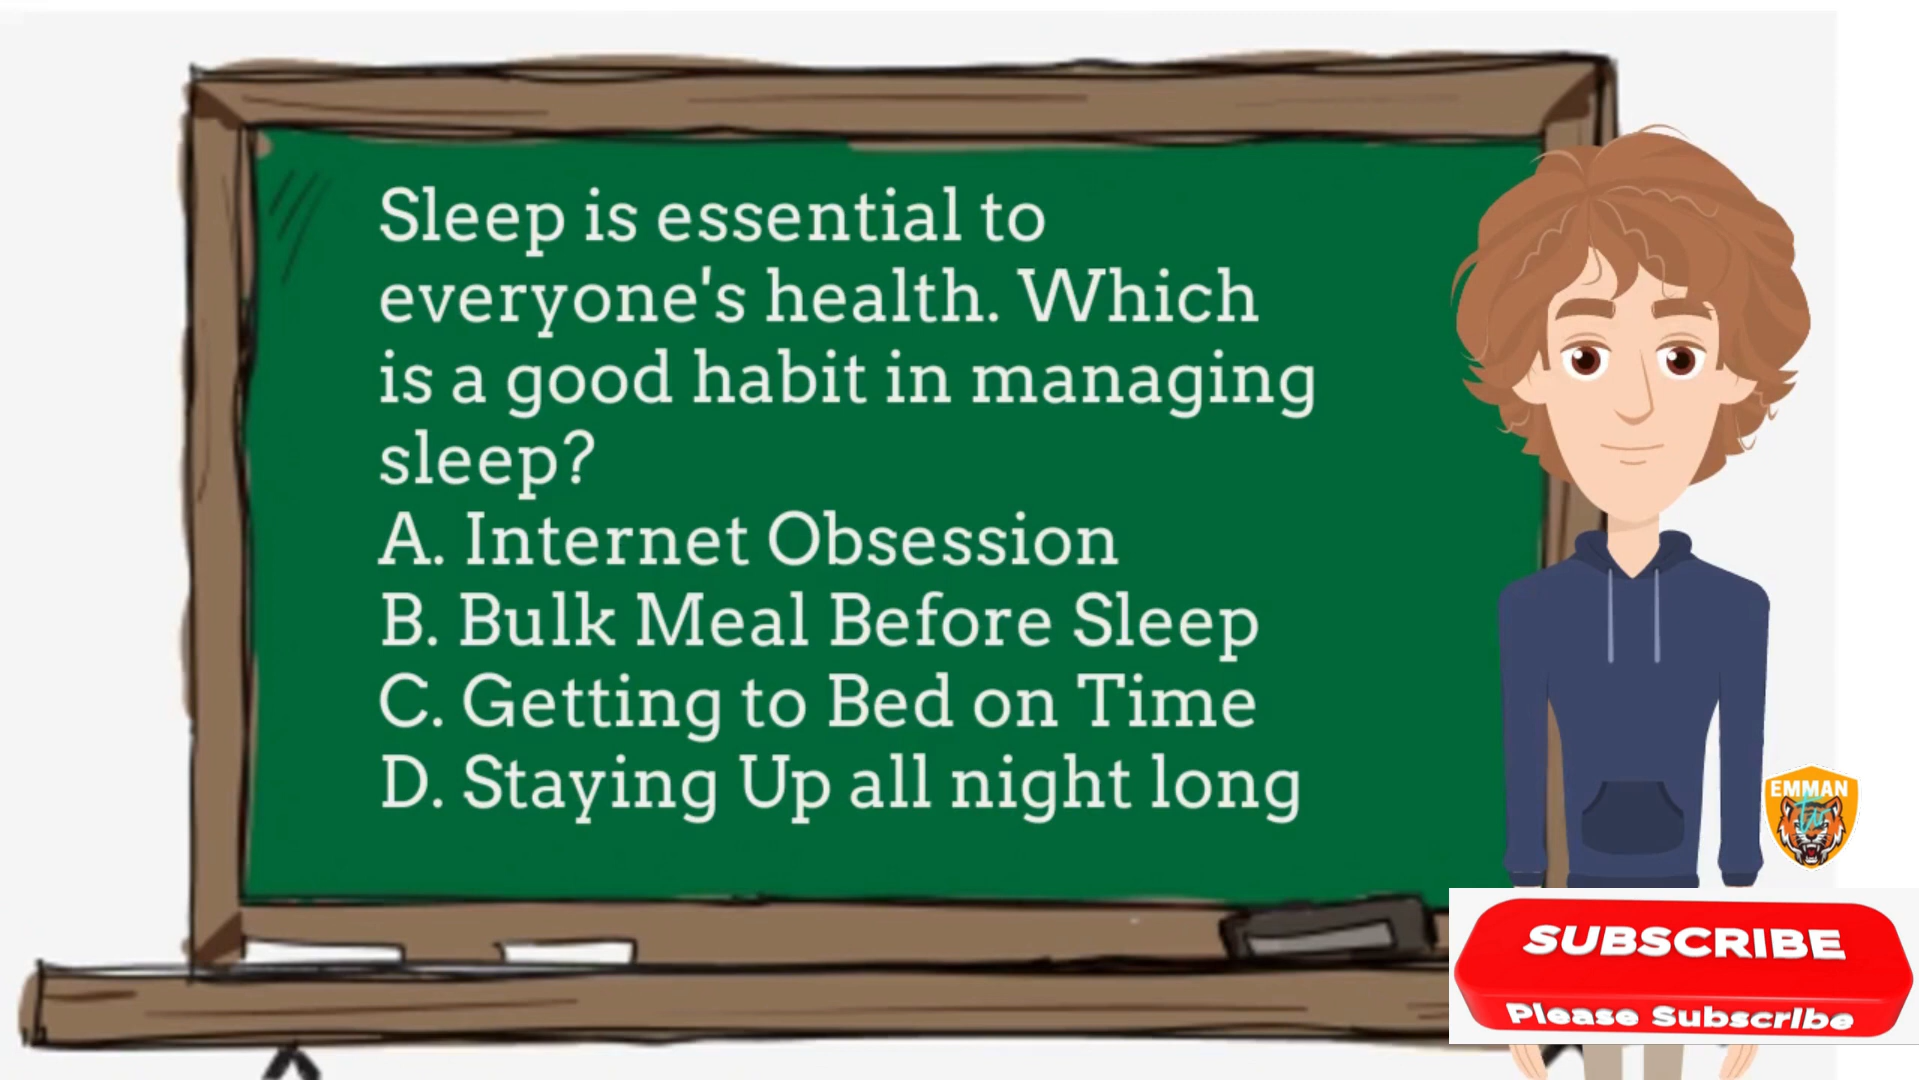 Sleep is essential to
everyone's health. Which
is a good habit in managing
sleep?
A. Internet Obsession
B. Bulk Meal Before Sleep
C. Getting to Bed on Time
D. Staying Up all night long
EMMAN
SUBSCRIBE
Please Subscribe